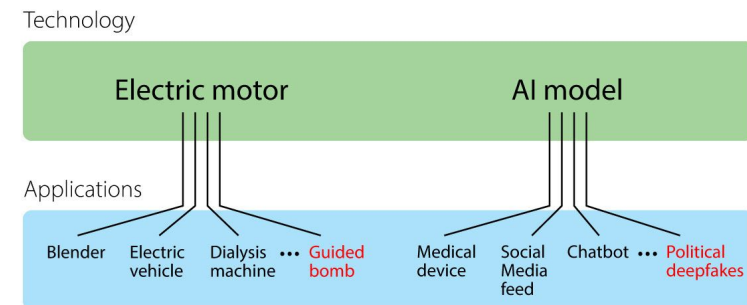 Technology
Electric motor AI model
Applications
Blender Electric Dialysis ••• Guided Medical Social Chatbot ••• Political
vehicle machine bomb device Media deepfakes
feed